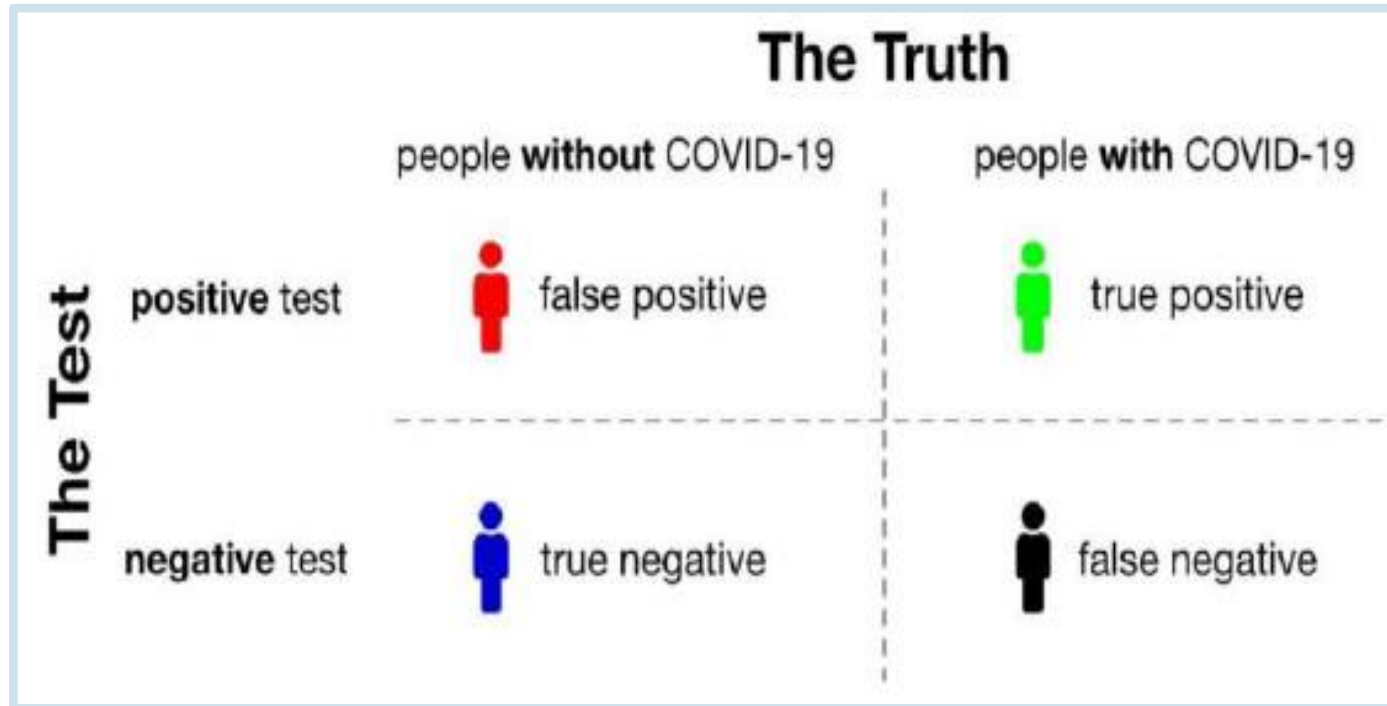 The Truth
people without COVID-19
people with COVID-19
The Test
positive test
false positive
true positive
negative test
true negative
false negative